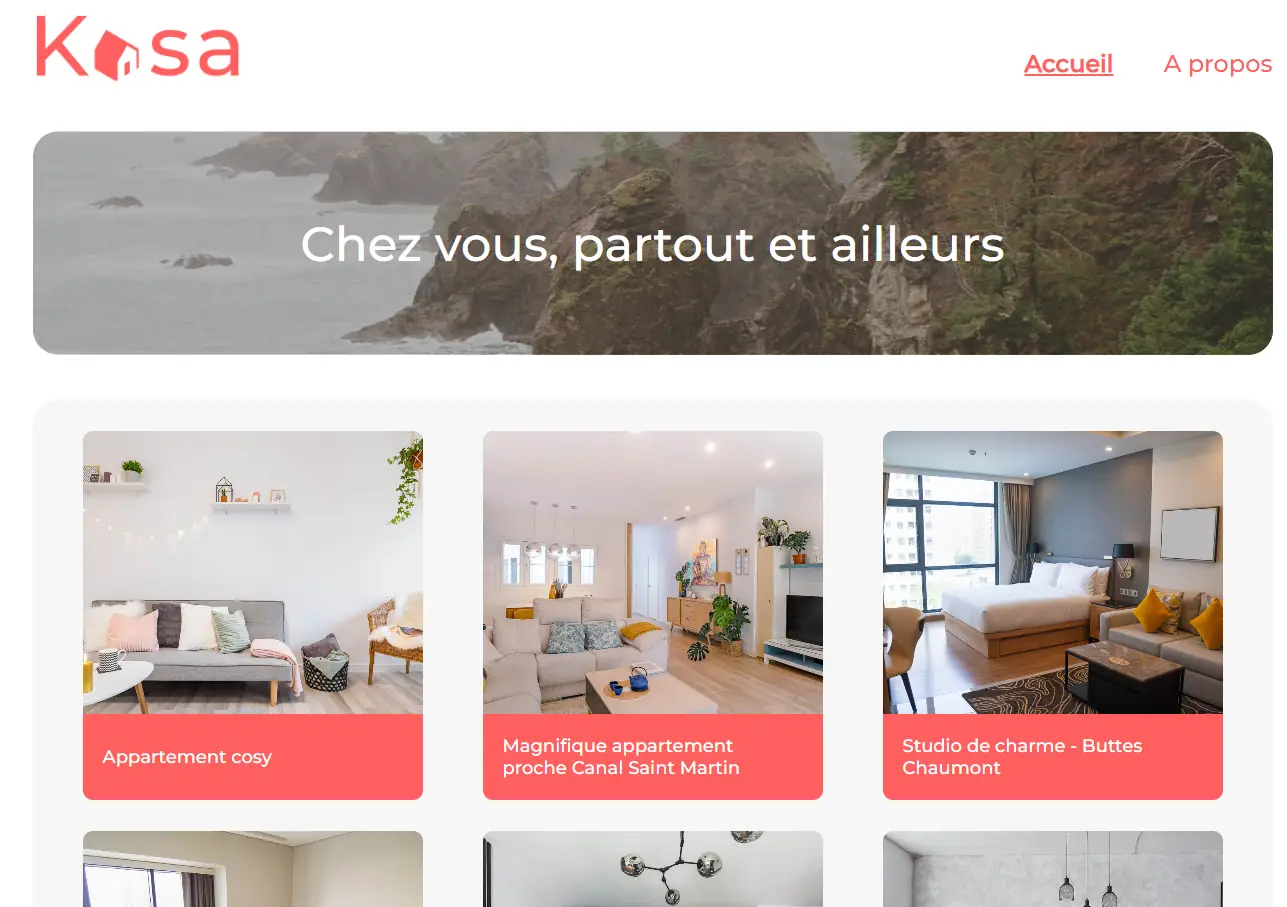 Kasa
Accueil
A propos
Chez vous, partout et ailleurs
Appartement cosy
Magnifique appartement
proche Canal Saint Martin
Studio de charme - Buttes
Chaumont